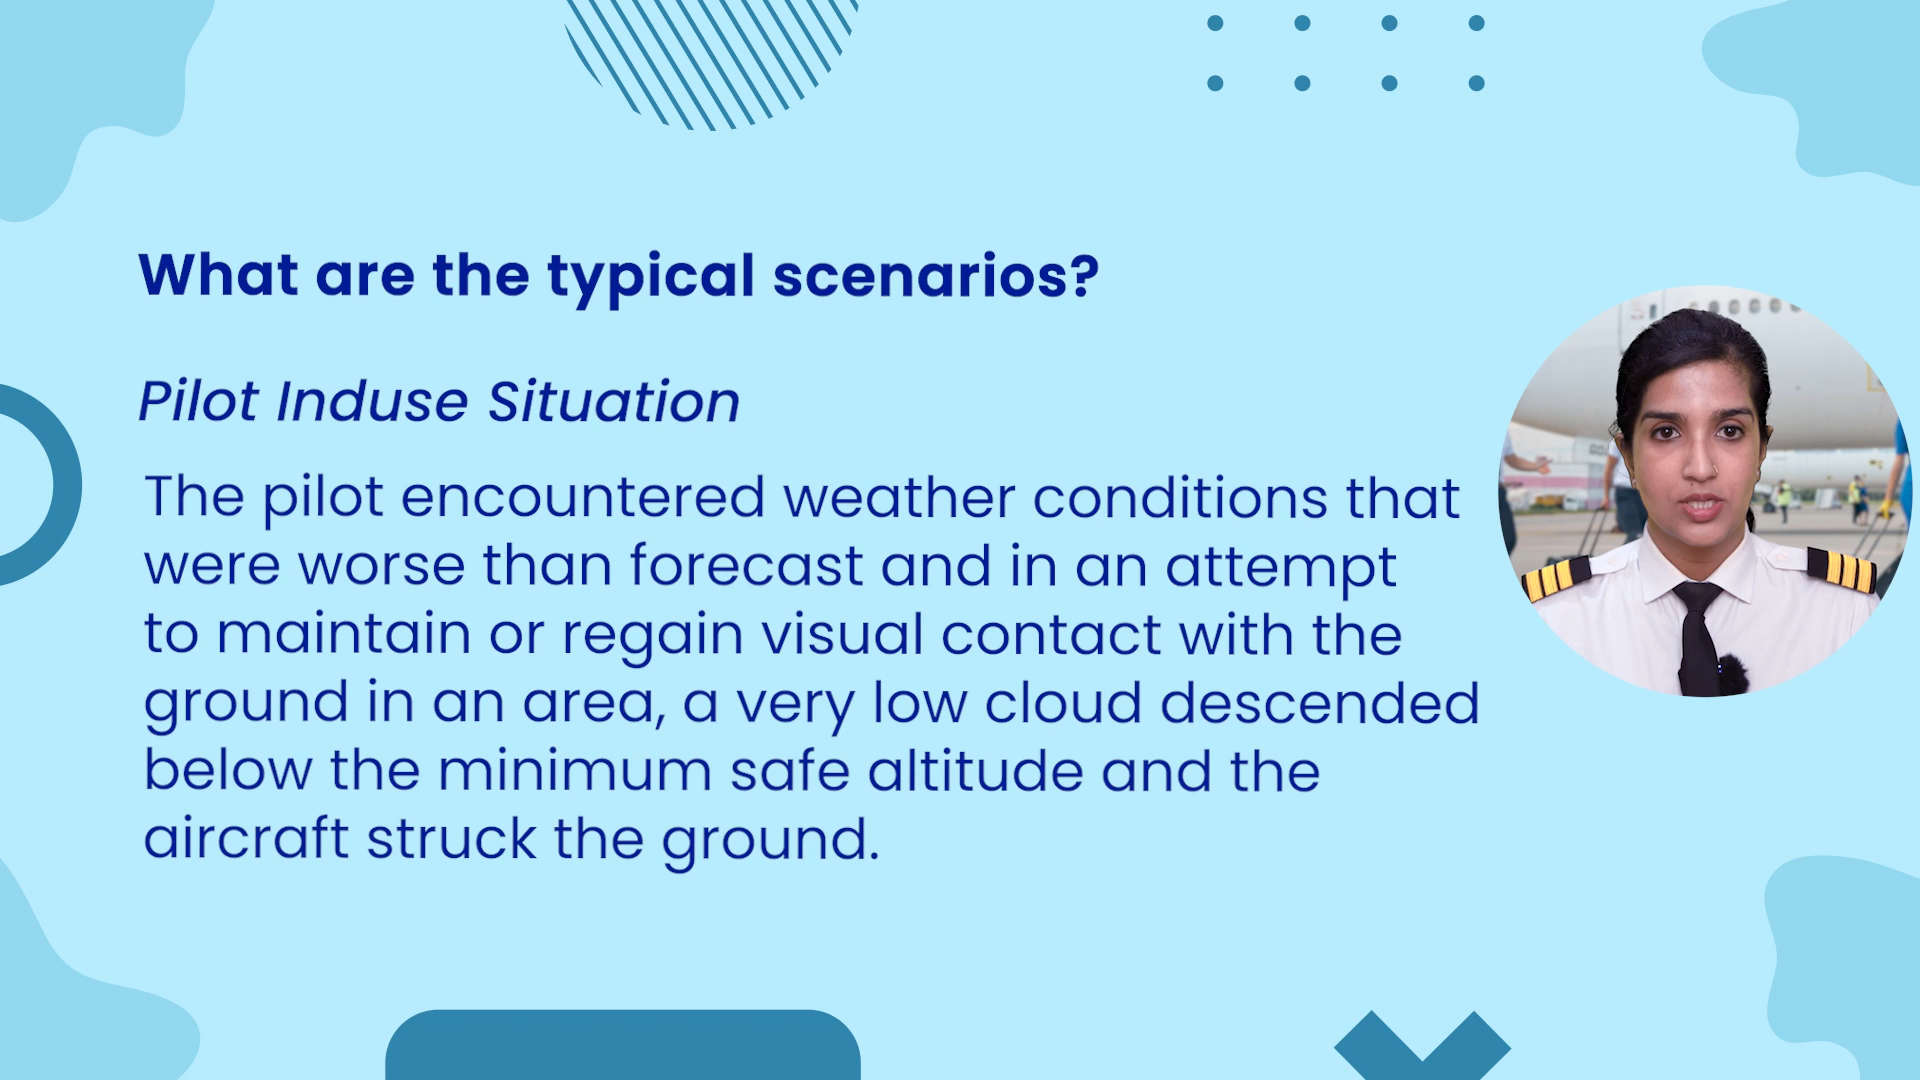 What are the typical scenarios?
Pilot Induse Situation
The pilot encountered weather conditions that
were worse than forecast and in an attempt
to maintain or regain visual contact with the
ground in an area, a very low cloud descended
below the minimum safe altitude and the
aircraft struck the ground.